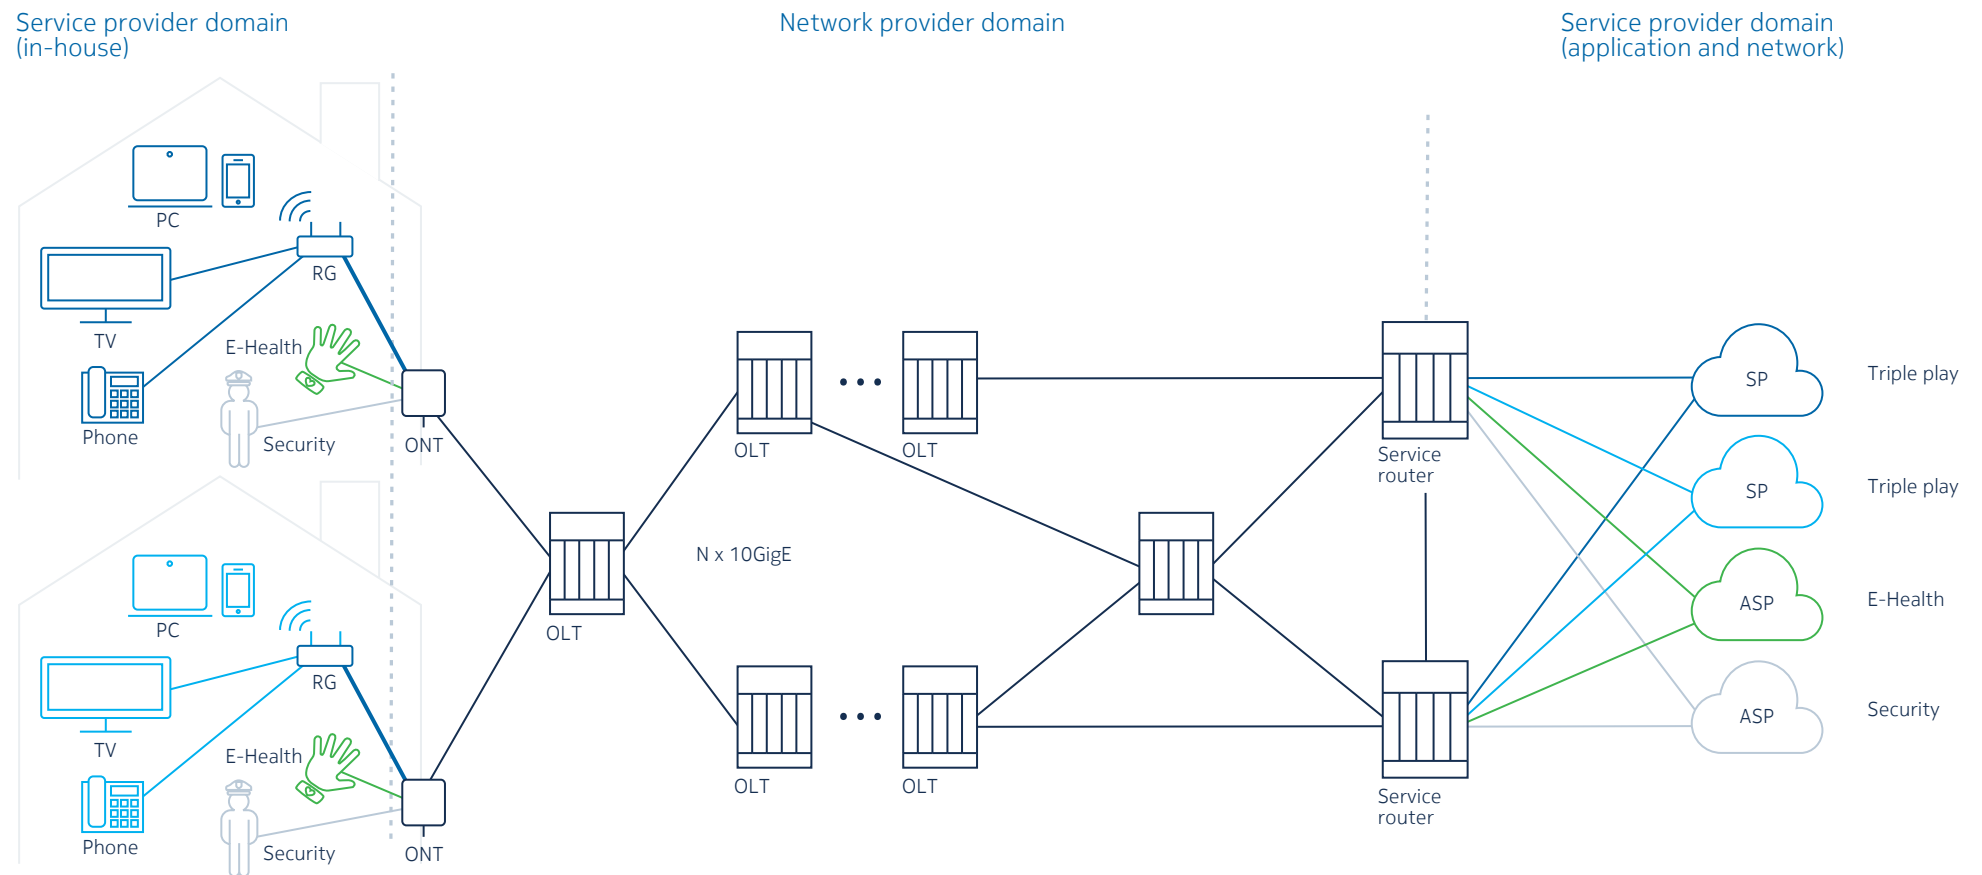 Service provider domain
(in-house)
Network provider domain
Service provider domain
(application and network)
PC
RG
TV
E-Health
Phone
Security
ONT
PC
RG
TV
E-Health
Phone
Security
ONT
OLT
OLT
OLT
N x 10GigE
OLT
OLT
Service
router
Service
router
SP
Triple play
SP
Triple play
ASP
E-Health
ASP
Security